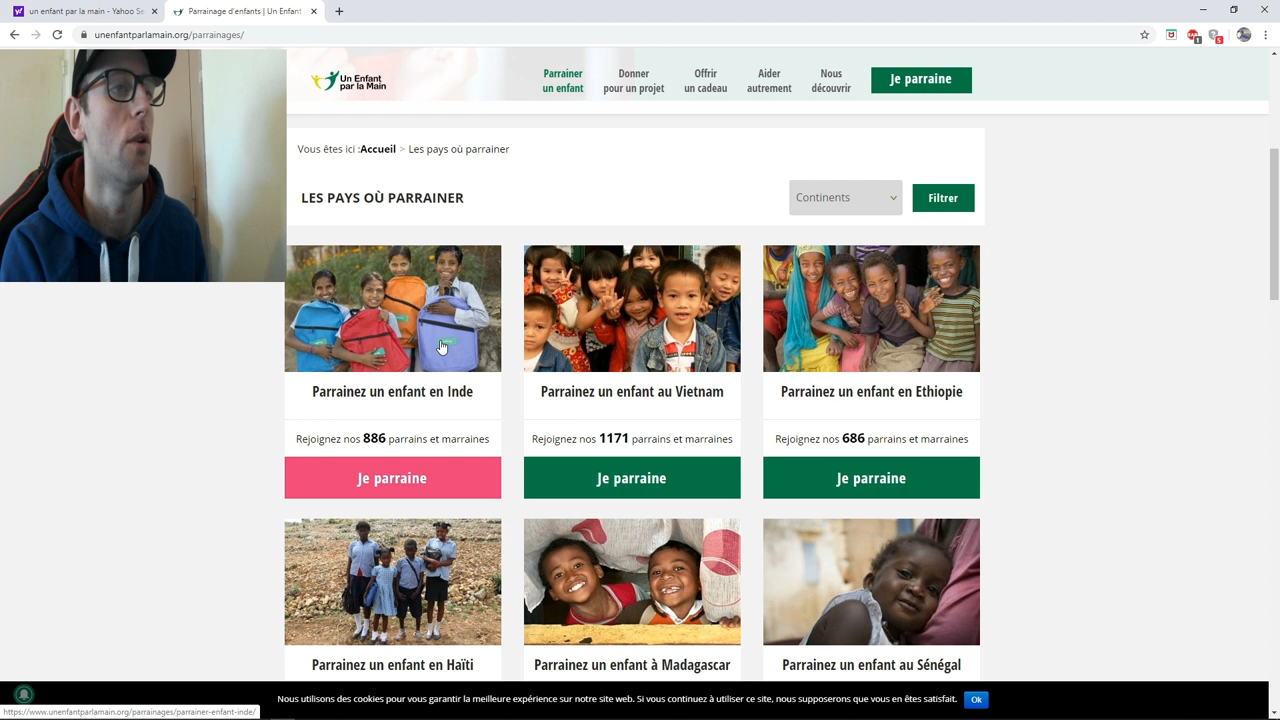 un enfant par la main - Yahoo Se
Parrainage d'enfants | Un Enfant
unenfantparlamain.org/parrainages/
1
5
Un Enfant
par la Main
Parrainer
un enfant
Donner
pour un projet
Offrir
un cadeau
Aider
autrement
Nous
découvrir
Je parraine
Vous êtes ici :Accueil > Les pays où parrainer
LES PAYS OÙ PARRAINER
Continents
Filtrer
Parrainez un enfant en Inde
Parrainez un enfant au Vietnam
Parrainez un enfant en Ethiopie
Rejoignez nos 886 parrains et marraines
Rejoignez nos 1171 parrains et marraines
Rejoignez nos 686 parrains et marraines
Je parraine
Je parraine
Je parraine
Parrainez un enfant en Haïti
Parrainez un enfant à Madagascar
Parrainez un enfant au Sénégal
Nous utilisons des cookies pour vous garantir la meilleure expérience sur notre site web. Si vous continuez à utiliser ce site, nous supposerons que vous en êtes satisfait.
Ok
https://www.unenfantparlamain.org/parrainages/parrainer-enfant-inde/